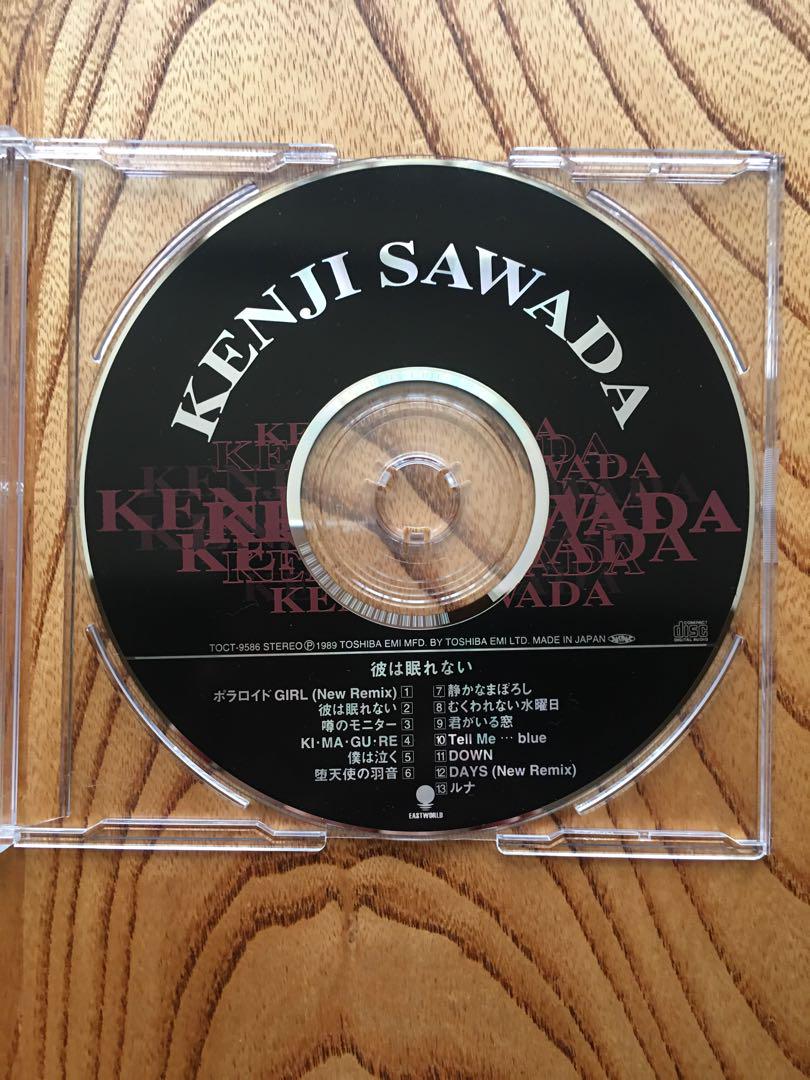 KENJI SAWADA
KENJI SAWADA
TOCT-9586 STEREO Ⓟ 1989 TOSHIBA EMI MFD. BY TOSHIBA EMI LTD. MADE IN JAPAN
COMPACT
disc
DIGITAL AUDIO
彼は眠れない
ポラロイドGIRL (New Remix) 1
彼は眠れない 2
噂のモニター 3
KI・MA・GU・RE 4
僕は泣く 5
堕天使の羽音 6
7 静かなまぼろし
8 むくわれない水曜日
9 君がいる窓
10 Tell Me … blue
11 DOWN
12 DAYS (New Remix)
13 ルナ
EASTWORLD